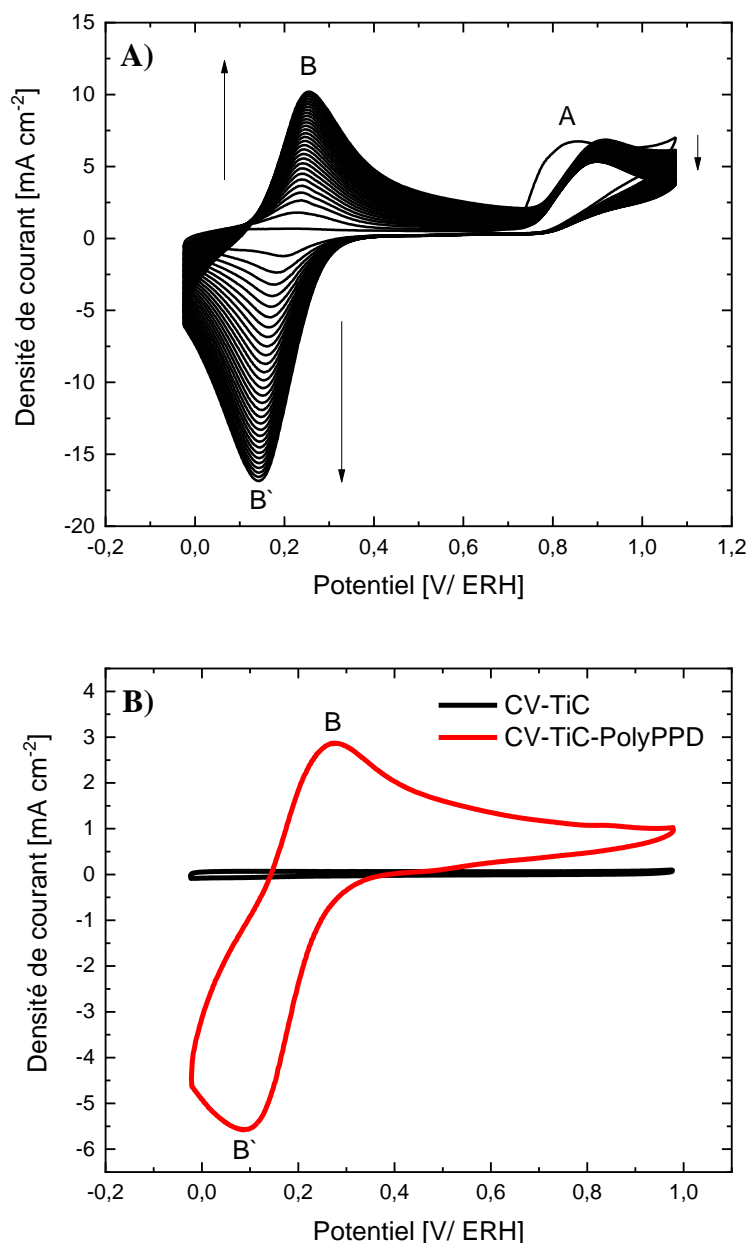 A)
B
A
B`
15
10
5
0
-5
-10
-15
-20
-0,2 0,0 0,2 0,4 0,6 0,8 1,0 1,2
Densité de courant [mA cm-2]
Potentiel [V/ ERH]
B)
B
CV-TiC
CV-TiC-PolyPPD
B`
4
3
2
1
0
-1
-2
-3
-4
-5
-6
-0,2 0,0 0,2 0,4 0,6 0,8 1,0
Densité de courant [mA cm-2]
Potentiel [V/ ERH]